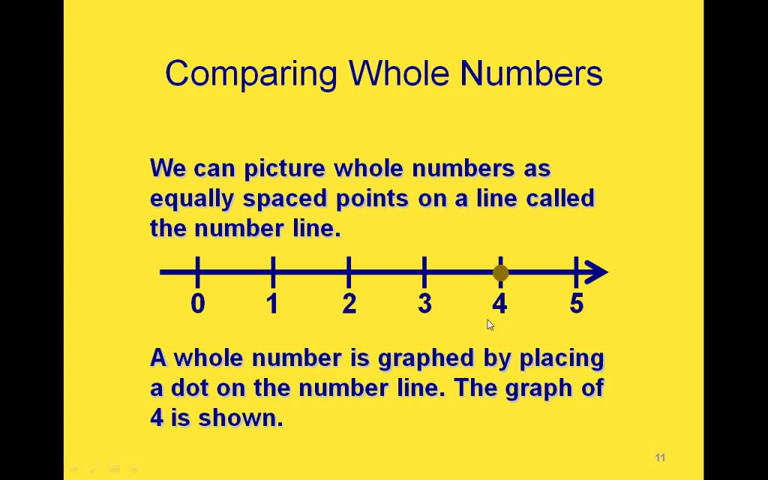 Comparing Whole Numbers
We can picture whole numbers as
equally spaced points on a line called
the number line.
0 1 2 3 4 5
A whole number is graphed by placing
a dot on the number line. The graph of
4 is shown.
11